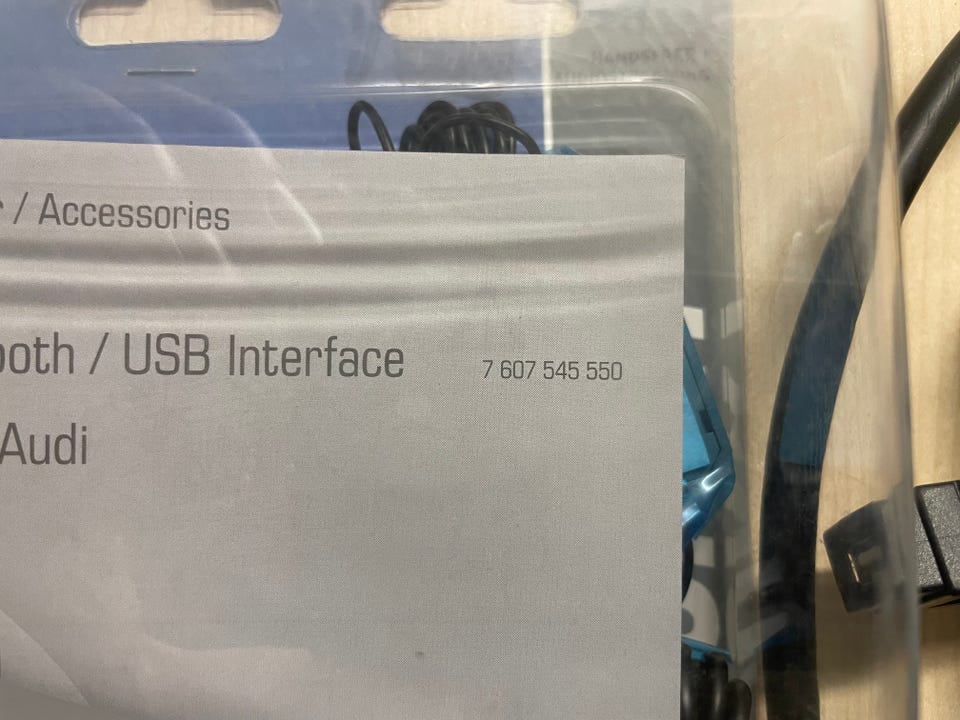 / Accessories
ooth / USB Interface 7 607 545 550
Audi